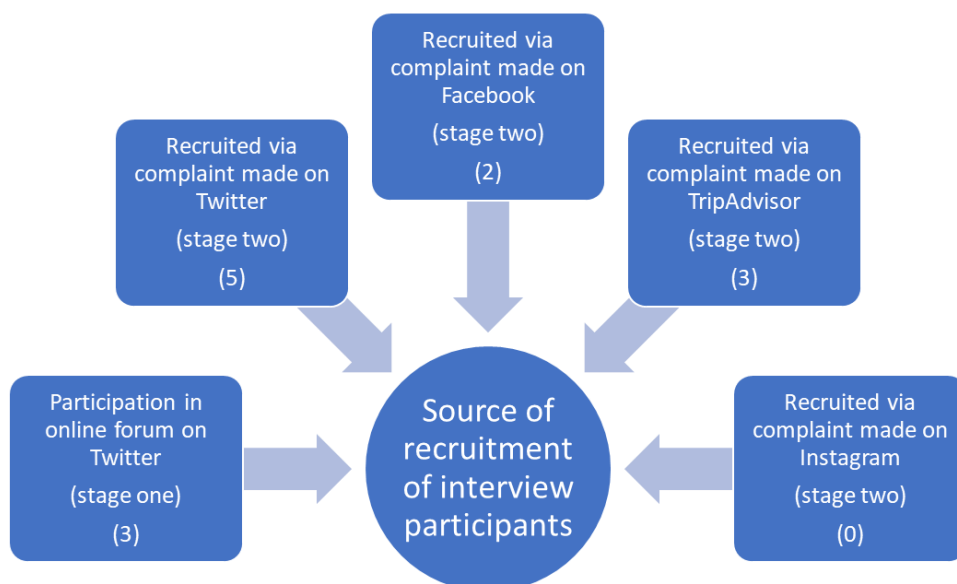 Recruited via
complaint made on
Facebook
(stage two)
(2)
Recruited via
complaint made on
Twitter
(stage two)
(5)
Recruited via
complaint made on
TripAdvisor
(stage two)
(3)
Participation in
online forum on
Twitter
(stage one)
(3)
Source of
recruitment
of interview
participants
Recruited via
complaint made on
Instagram
(stage two)
(0)